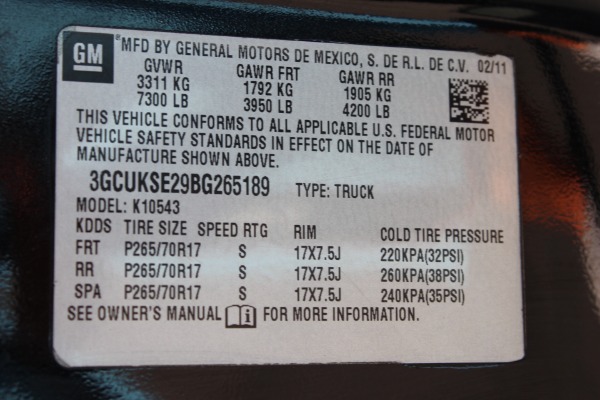 GM ®MFD BY GENERAL MOTORS DE MEXICO, S. DE R.L. DE C.V. 02/11
GVWR GAWR FRT GAWR RR
3311 KG 1792 KG 1905 KG
7300 LB 3950 LB 4200 LB
THIS VEHICLE CONFORMS TO ALL APPLICABLE U.S. FEDERAL MOTOR
VEHICLE SAFETY STANDARDS IN EFFECT ON THE DATE OF
MANUFACTURE SHOWN ABOVE.
3GCUKSE29BG265189 TYPE: TRUCK
MODEL: K10543
KDDS TIRE SIZE SPEED RTG RIM COLD TIRE PRESSURE
FRT P265/70R17 S 17X7.5J 220KPA(32PSI)
RR P265/70R17 S 17X7.5J 260KPA(38PSI)
SPA P265/70R17 S 17X7.5J 240KPA(35PSI)
SEE OWNER'S MANUAL i FOR MORE INFORMATION.